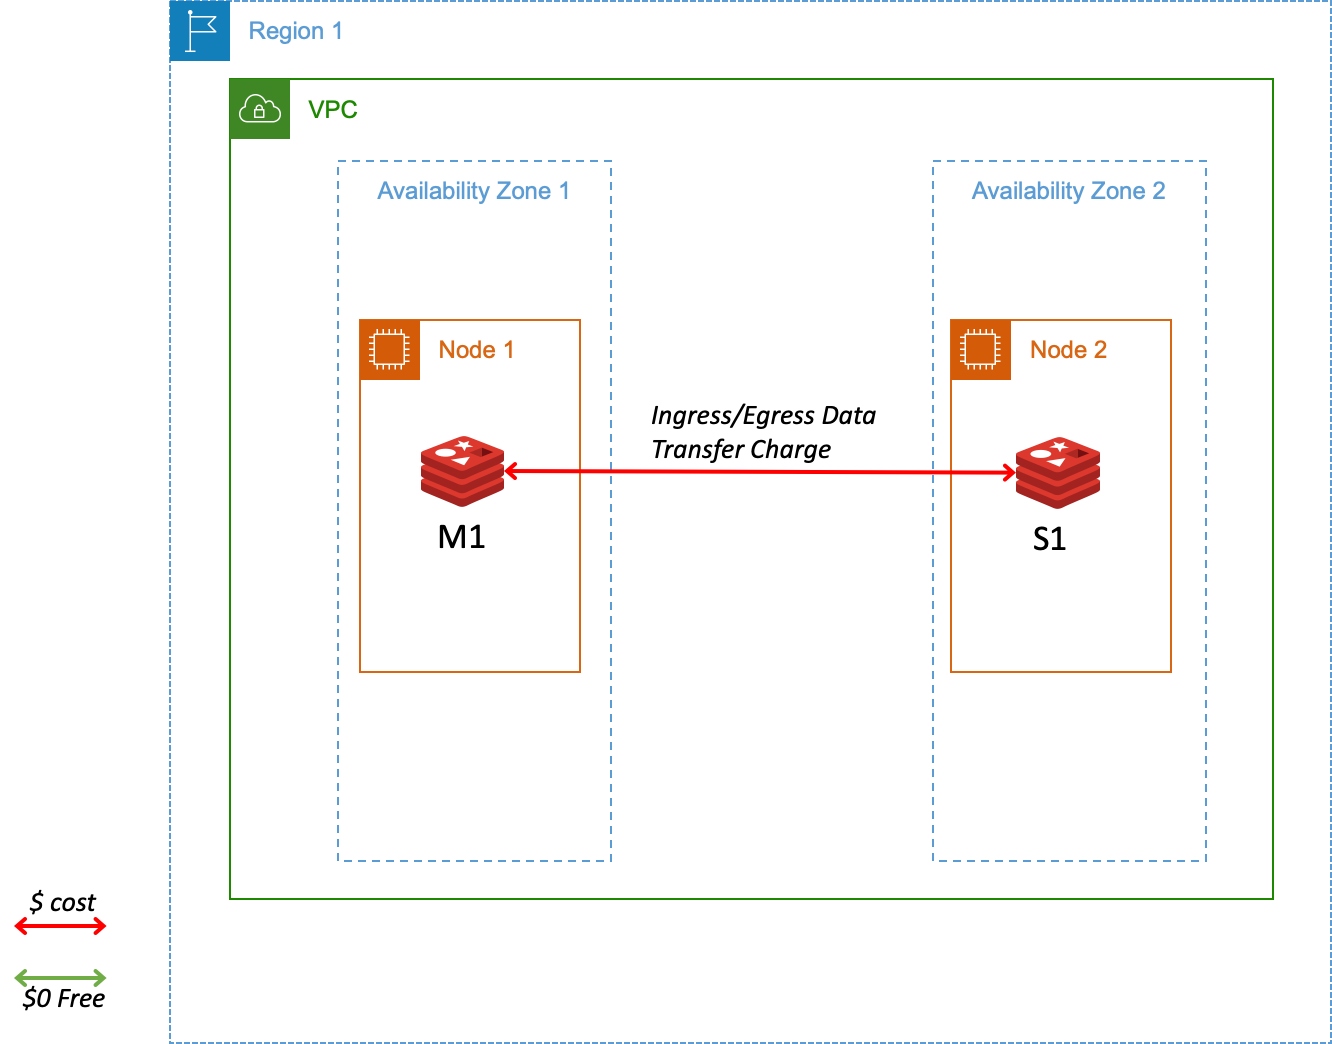 Region 1
VPC
Availability Zone 1
Availability Zone 2
Node 1
Node 2
Ingress/Egress Data
Transfer Charge
M1
S1
$ cost
$0 Free